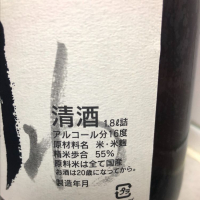 清酒 1.8ℓ詰
アルコール分16度
原材料名 米・米麹
精米歩合 55%
原料米は全て国産
お酒は20歳になってから。
製造年月